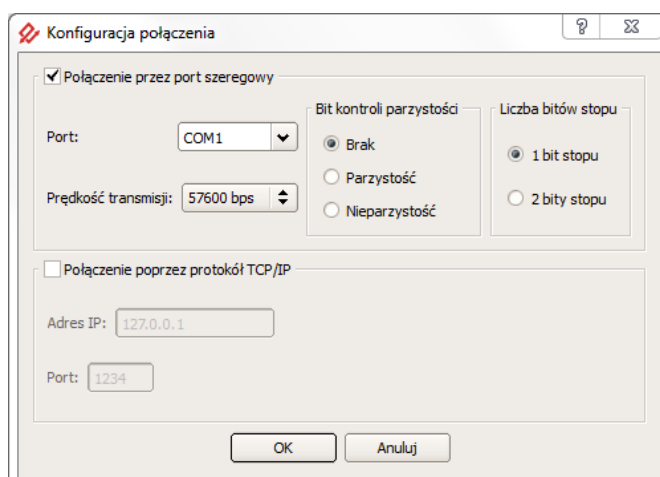 Konfiguracja połączenia
Połączenie przez port szeregowy
Port:
COM1
Prędkość transmisji:
57600 bps
Bit kontroli parzystości
Brak
Parzystość
Nieparzystość
Liczba bitów stopu
1 bit stopu
2 bity stopu
Połączenie poprzez protokół TCP/IP
Adres IP:
127.0.0.1
Port:
1234
OK
Anuluj